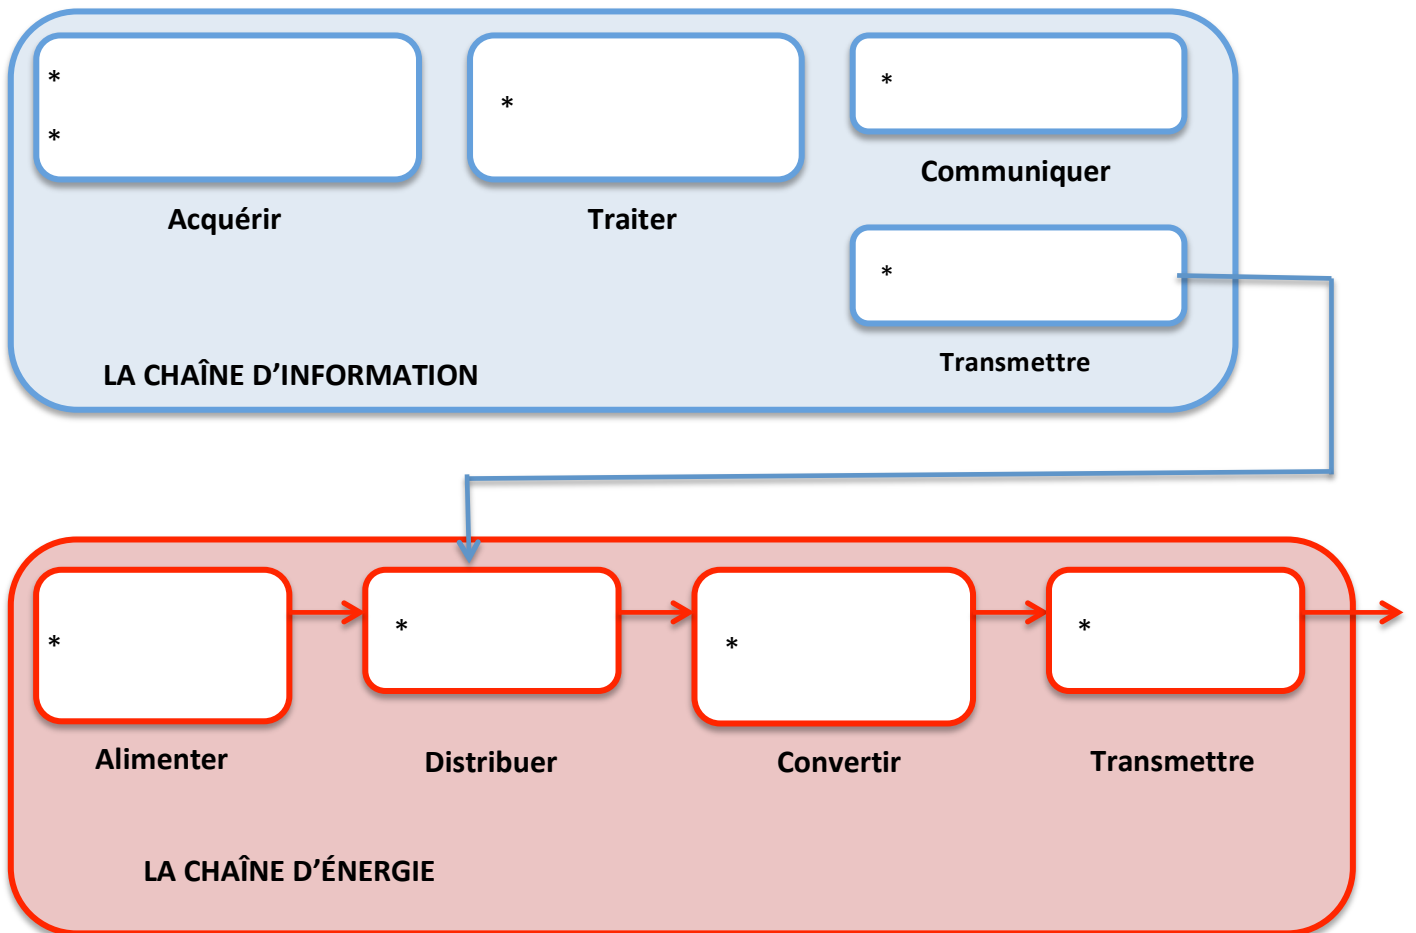 *
*
*
*
Communiquer
Acquérir
Traiter
*
Transmettre
LA CHAÎNE D’INFORMATION
*
*
*
*
Alimenter
Distribuer
Convertir
Transmettre
LA CHAÎNE D’ÉNERGIE